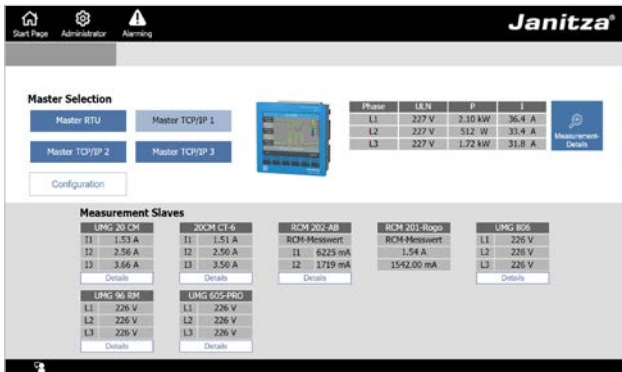 Janitza®
Start Page Administrator Alarming
Master Selection
Master RTU Master TCP/IP 1
Master TCP/IP 2 Master TCP/IP 3
Configuration
Phase ULN P I
L1 227 V 2.10 kW 36.4 A
L2 227 V 512 W 33.4 A
L3 227 V 1.72 kW 31.8 A
Measurement-
Details
Measurement Slaves
UMG 20 CM 20CM CT-6 RCM 202-AB RCM 201-Rogo UMG 806
I1 1.53 A I1 1.51 A RCM-Messwert RCM-Messwert L1 226 V
I2 2.56 A I2 2.50 A I1 6225 mA 1.54 A L2 226 V
I3 3.66 A I3 3.50 A I2 1719 mA 1542.00 mA L3 226 V
Details Details Details Details
UMG 96 RM UMG 605-PRO
L1 226 V L1 226 V
L2 226 V L2 226 V
L3 226 V L3 226 V
Details Details